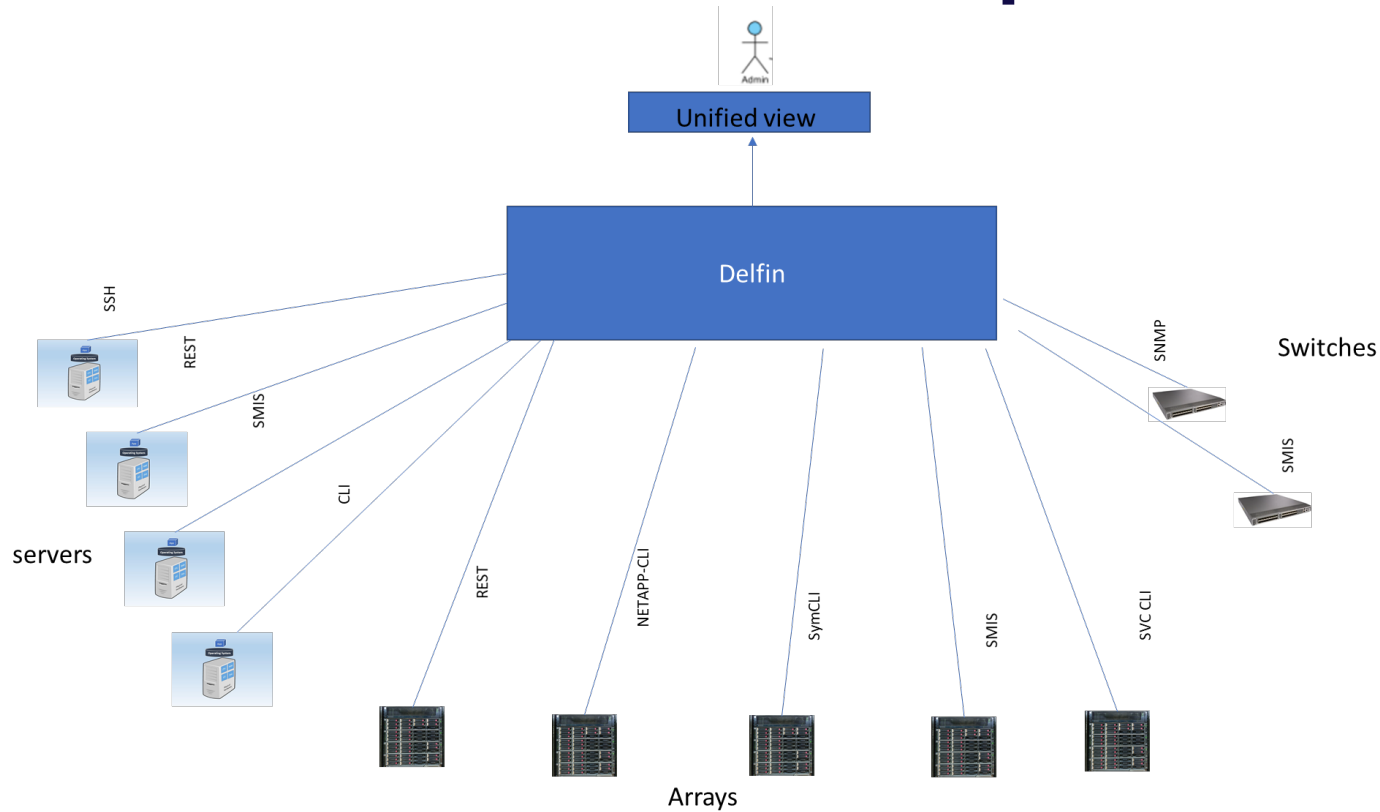 Admin
Unified view
Delfin
SSH
REST
SMIS
CLI
servers
REST
NETAPP-CLI
SymCLI
SMIS
SVC CLI
Arrays
SNMP
Switches
SMIS